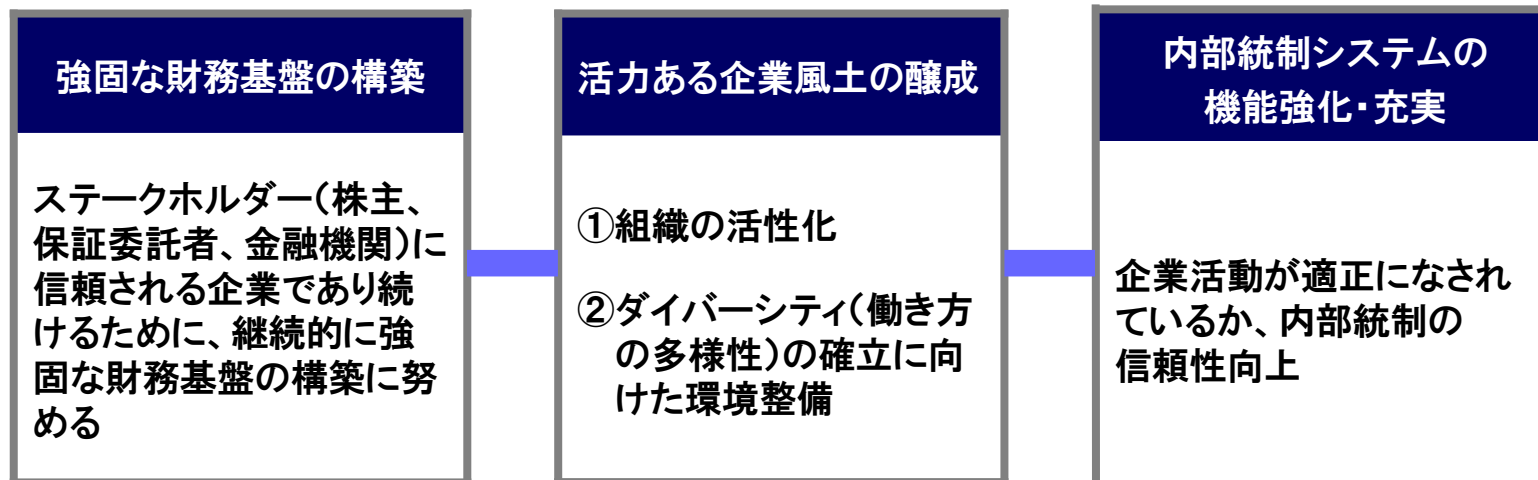 強固な財務基盤の構築
ステークホルダー（株主、
保証委託者、金融機関）に
信頼される企業であり続
けるために、継続的に強
固な財務基盤の構築に努
める
活力ある企業風土の醸成
①組織の活性化
②ダイバーシティ（働き方
の多様性）の確立に向
けた環境整備
内部統制システムの
機能強化・充実
企業活動が適正になされ
ているか、内部統制の
信頼性向上